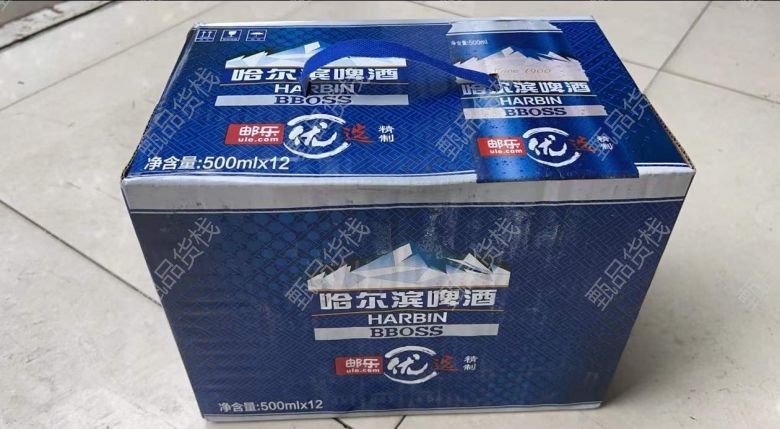 哈尔滨啤酒
HARBIN
BBOSS
邮乐
ule.com
优选
精制
净含量:500mlx12
净含量:500ml
哈尔滨啤酒
HARBIN
BBOSS
邮乐
ule.com
优选
精制
哈尔滨啤酒
HARBIN
BBOSS
邮乐
ule.com
优选
精制
净含量:500mlx12
甄品货栈